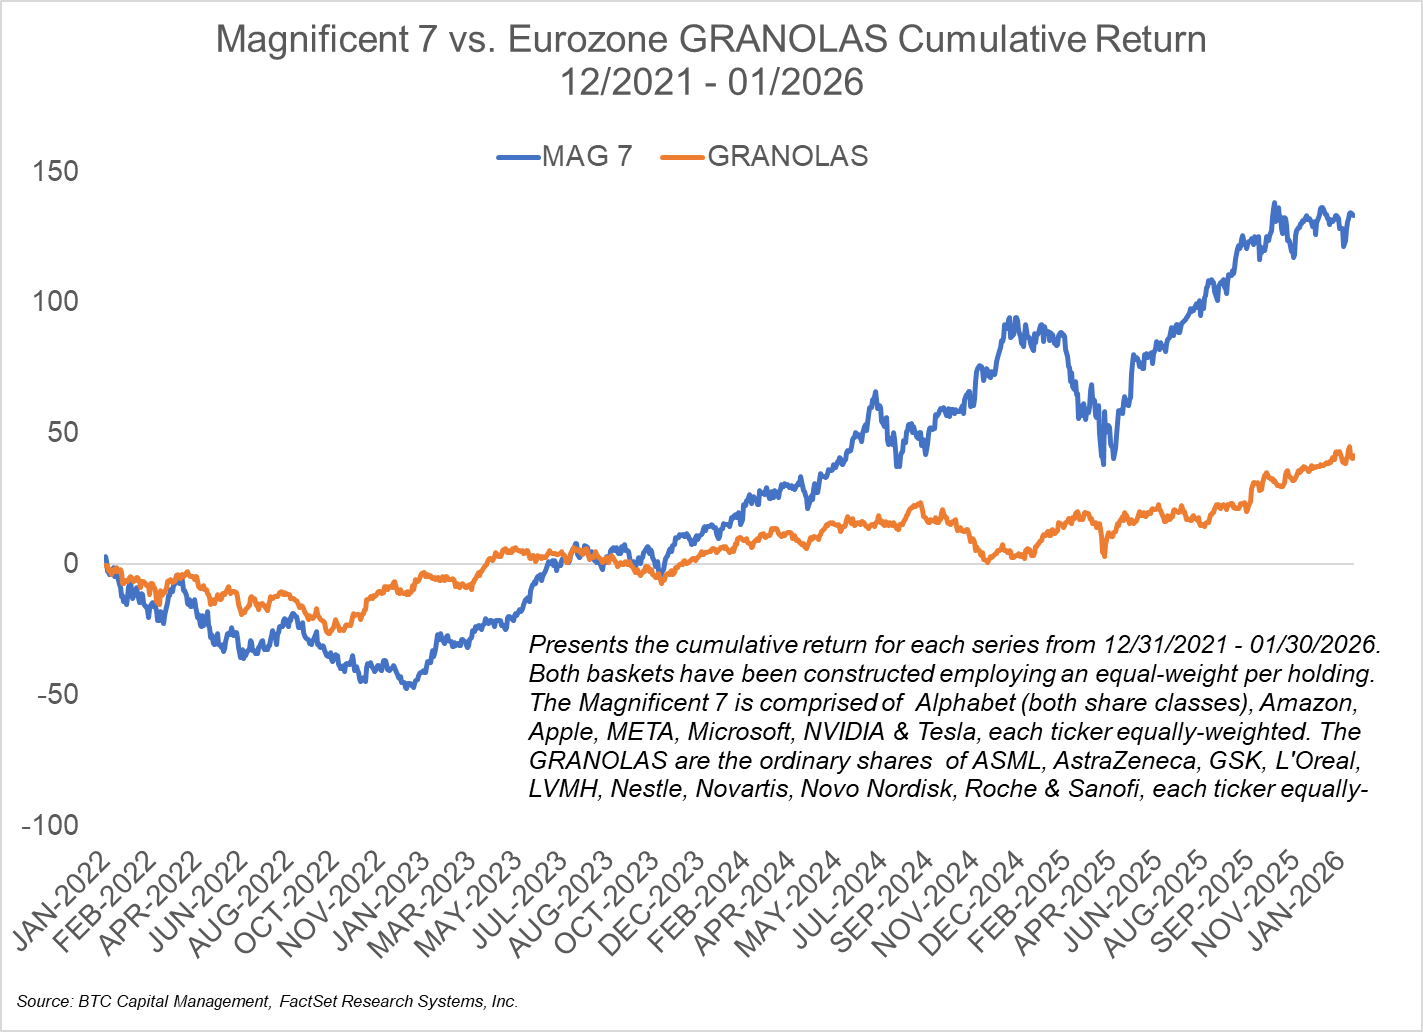 Magnificent 7 vs. Eurozone GRANOLAS Cumulative Return
12/2021 - 01/2026
MAG 7 GRANOLAS
150
100
50
0
-50
-100
Presents the cumulative return for each series from 12/31/2021 - 01/30/2026.
Both baskets have been constructed employing an equal-weight per holding.
The Magnificent 7 is comprised of Alphabet (both share classes), Amazon,
Apple, META, Microsoft, NVIDIA & Tesla, each ticker equally-weighted. The
GRANOLAS are the ordinary shares of ASML, AstraZeneca, GSK, L'Oreal,
LVMH, Nestle, Novartis, Novo Nordisk, Roche & Sanofi, each ticker equally-
JAN-2022
FEB-2022
APR-2022
JUN-2022
AUG-2022
OCT-2022
NOV-2022
JAN-2023
MAR-2023
MAY-2023
JUL-2023
AUG-2023
OCT-2023
DEC-2023
FEB-2024
APR-2024
MAY-2024
JUL-2024
SEP-2024
NOV-2024
DEC-2024
FEB-2025
APR-2025
JUN-2025
AUG-2025
SEP-2025
NOV-2025
JAN-2026
Source: BTC Capital Management, FactSet Research Systems, Inc.